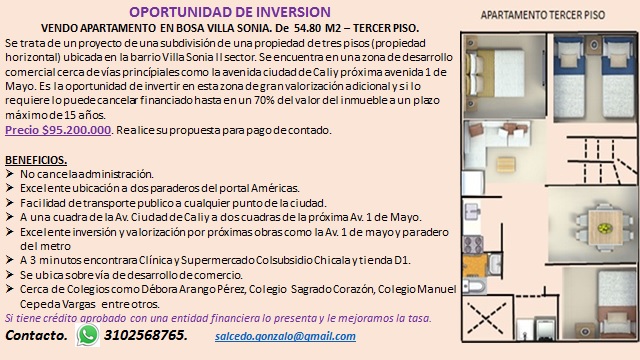 OPORTUNIDAD DE INVERSION
VENDO APARTAMENTO EN BOSA VILLA SONIA. De 54.80 M2 – TERCER PISO.
Se trata de un proyecto de una subdivisión de una propiedad de tres pisos (propiedad
horizontal) ubicada en la barrio Villa Sonia II sector. Se encuentra en una zona de desarrollo
comercial cerca de vías principales como la avenida ciudad de Cali y próxima avenida 1 de
Mayo. Es la oportunidad de invertir en esta zona de gran valorización adicional y si lo
requiere lo puede cancelar financiado hasta en un 70% del valor del inmueble a un plazo
máximo de 15 años.
Precio $95.200.000. Realice su propuesta para pago de contado.
BENEFICIOS.
➢ No cancela administración.
➢ Excelente ubicación a dos paraderos del portal Américas.
➢ Facilidad de transporte publico a cualquier punto de la ciudad.
➢ A una cuadra de la Av. Ciudad de Cali y a dos cuadras de la próxima Av. 1 de Mayo.
➢ Excelente inversión y valorización por próximas obras como la Av. 1 de mayo y paradero
del metro
➢ A 3 minutos encontrara Clínica y Supermercado Colsubsidio Chicala y tienda D1.
➢ Se ubica sobre vía de desarrollo de comercio.
➢ Cerca de Colegios como Débora Arango Pérez, Colegio Sagrado Corazón, Colegio Manuel
Cepeda Vargas entre otros.
Si tiene crédito aprobado con una entidad financiera lo presenta y le mejoramos la tasa.
Contacto. 3102568765. salcedo.gonzalo@gmail.com
APARTAMENTO TERCER PISO